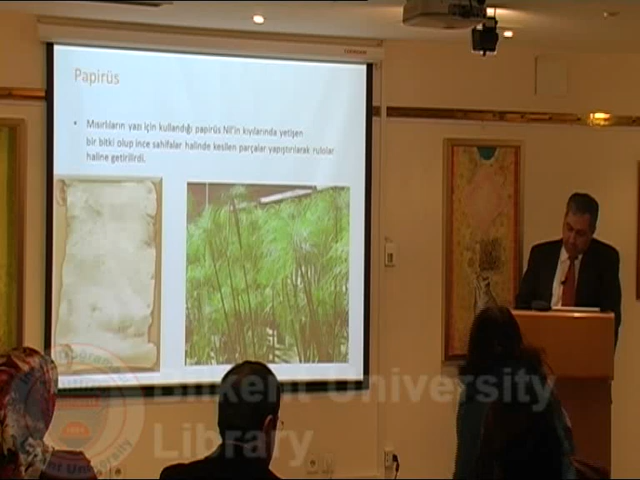 Papirüs
• Mısırlıların yazı için kullandığı papirüs Nil'in kıyılarında yetişen
bir bitki olup ince sahifalar halinde kesilen parçalar yapıştırılarak rulolar
haline getirilirdi.
Bilkent University
Library